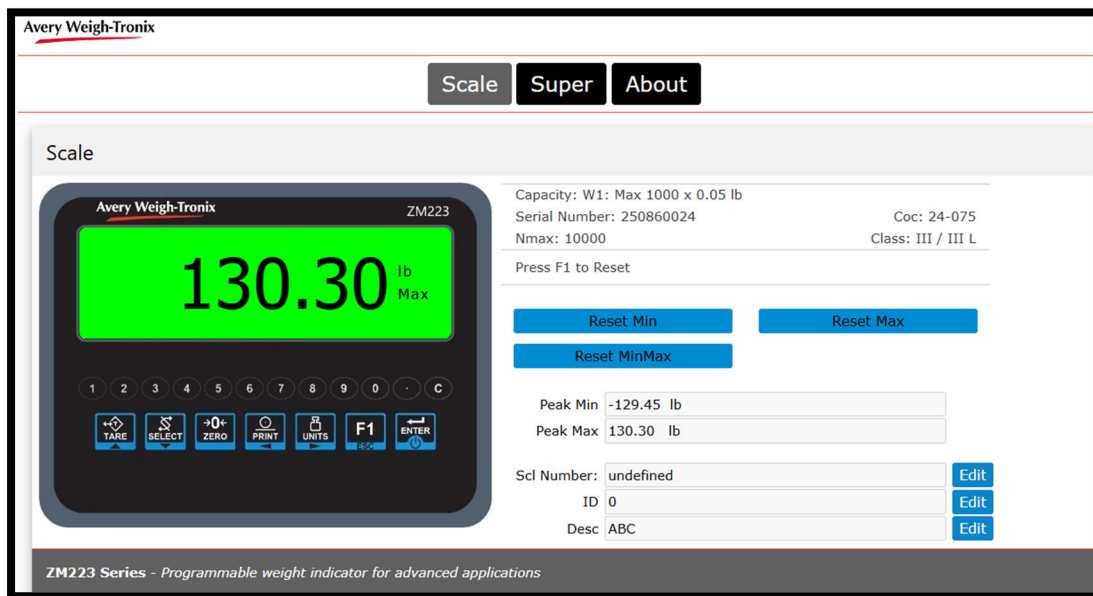 Avery Weigh-Tronix
Scale Super About
Scale
Avery Weigh-Tronix ZM223
130.30 lb
Max
1 2 3 4 5 6 7 8 9 0 · C
TARE SELECT →0← ZERO PRINT UNITS F1 ESC ENTER
Capacity: W1: Max 1000 x 0.05 lb
Serial Number: 250860024 Coc: 24-075
Nmax: 10000 Class: III / III L
Press F1 to Reset
Reset Min Reset Max
Reset MinMax
Peak Min -129.45 lb
Peak Max 130.30 lb
Scl Number: undefined Edit
ID 0 Edit
Desc ABC Edit
ZM223 Series - Programmable weight indicator for advanced applications